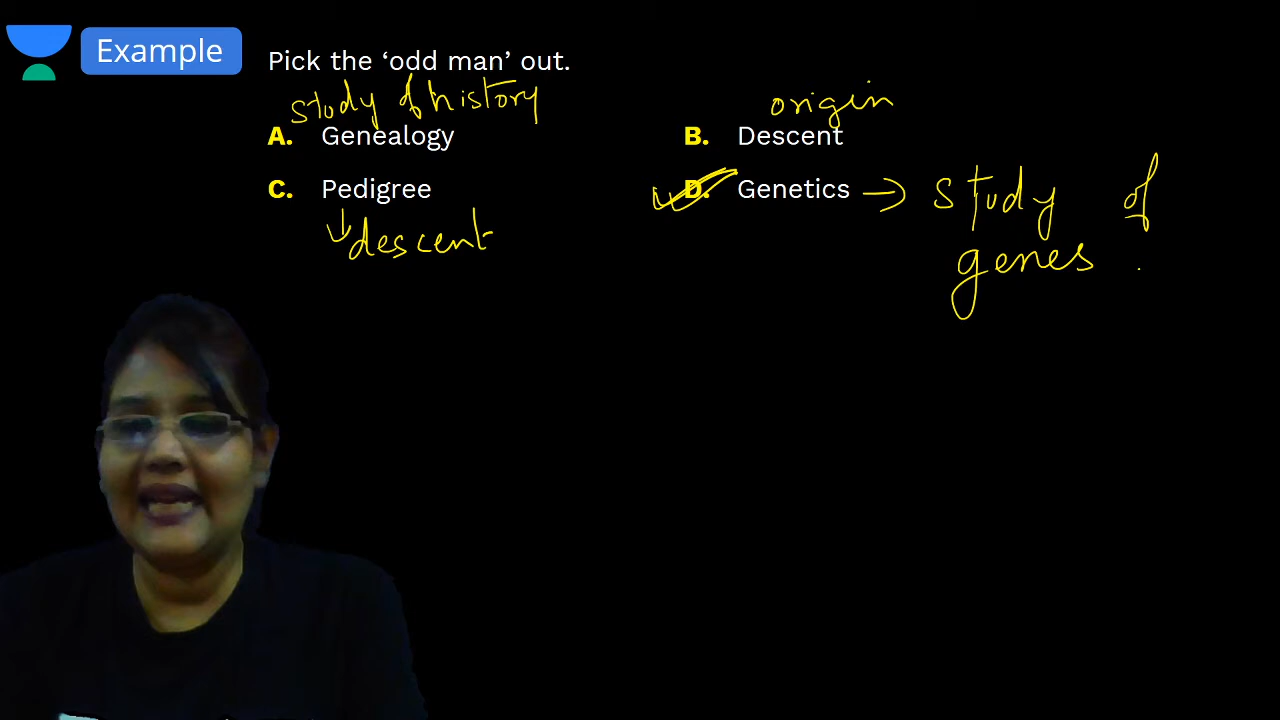 Example
Pick the ‘odd man’ out.
study of history
origin
A. Genealogy
B. Descent
C. Pedigree
D. Genetics → study of
descent
genes .